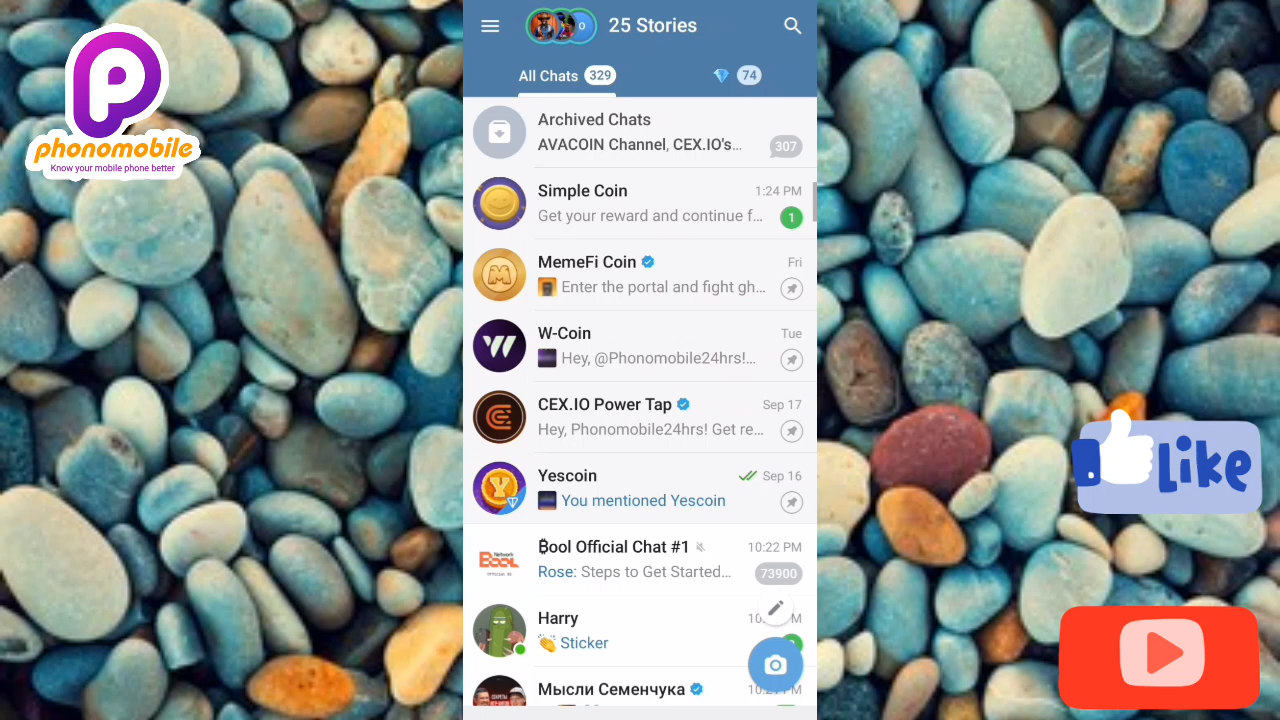 P
phonomobile
Know your mobile phone better
25 Stories
All Chats 329
74
Archived Chats
AVACOIN Channel, CEX.IO's…
307
Simple Coin
1:24 PM
Get your reward and continue f…
1
MemeFi Coin
Fri
Enter the portal and fight gh…
W-Coin
Tue
Hey, @Phonomobile24hrs!…
CEX.IO Power Tap
Sep 17
Hey, Phonomobile24hrs! Get re…
Yescoin
Sep 16
You mentioned Yescoin
₿ool Official Chat #1
10:22 PM
Rose: Steps to Get Started…
73900
Network
BOOL
Harry
Sticker
Мысли Семенчука
Like